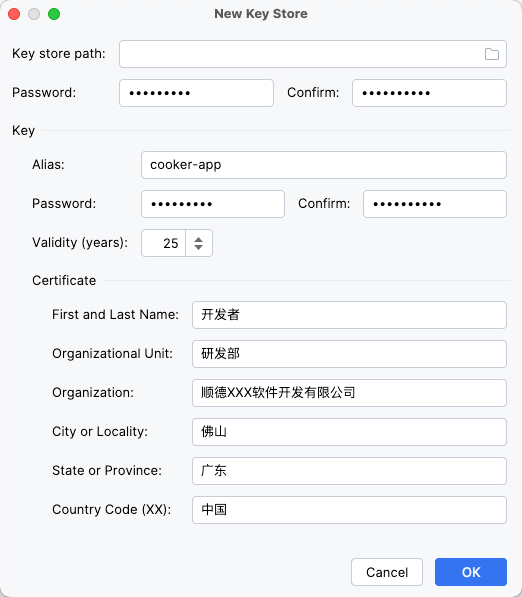 New Key Store
Key store path:
Password: ••••••••• Confirm: ••••••••••
Key
Alias: cooker-app
Password: ••••••••• Confirm: ••••••••••
Validity (years): 25
Certificate
First and Last Name: 开发者
Organizational Unit: 研发部
Organization: 顺德XXX软件开发有限公司
City or Locality: 佛山
State or Province: 广东
Country Code (XX): 中国
Cancel OK